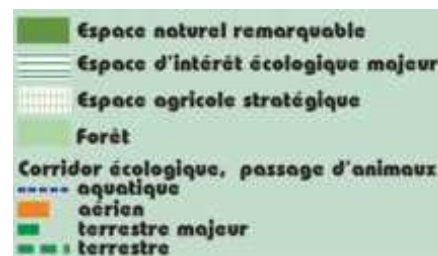 Espace naturel remarquable
Espace d'intérêt écologique majeur
Espace agricole stratégique
Forêt
Corridor écologique, passage d'animaux
aquatique
aérien
terrestre majeur
terrestre